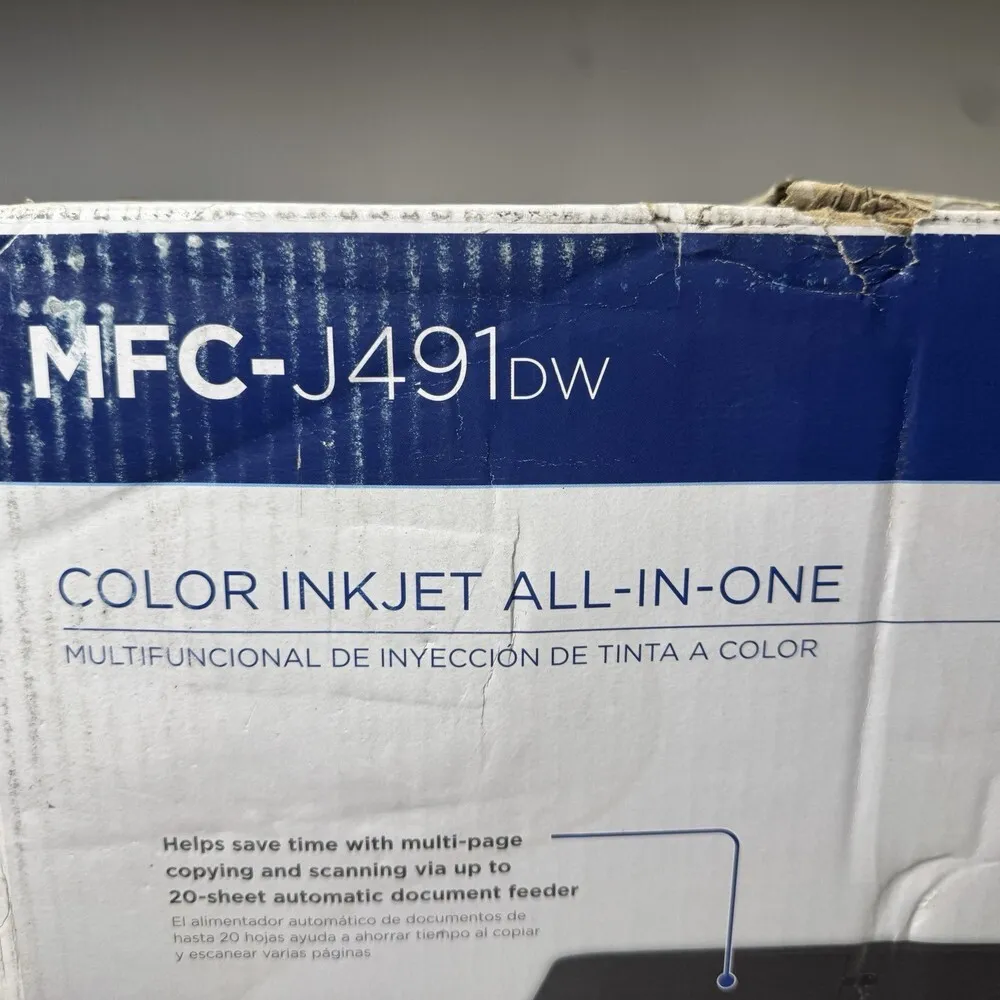 MFC-J491DW
COLOR INKJET ALL-IN-ONE
MULTIFUNCIONAL DE INYECCIÓN DE TINTA A COLOR
Helps save time with multi-page
copying and scanning via up to
20-sheet automatic document feeder
El alimentador automático de documentos de
hasta 20 hojas ayuda a ahorrar tiempo al copiar
y escanear varias páginas